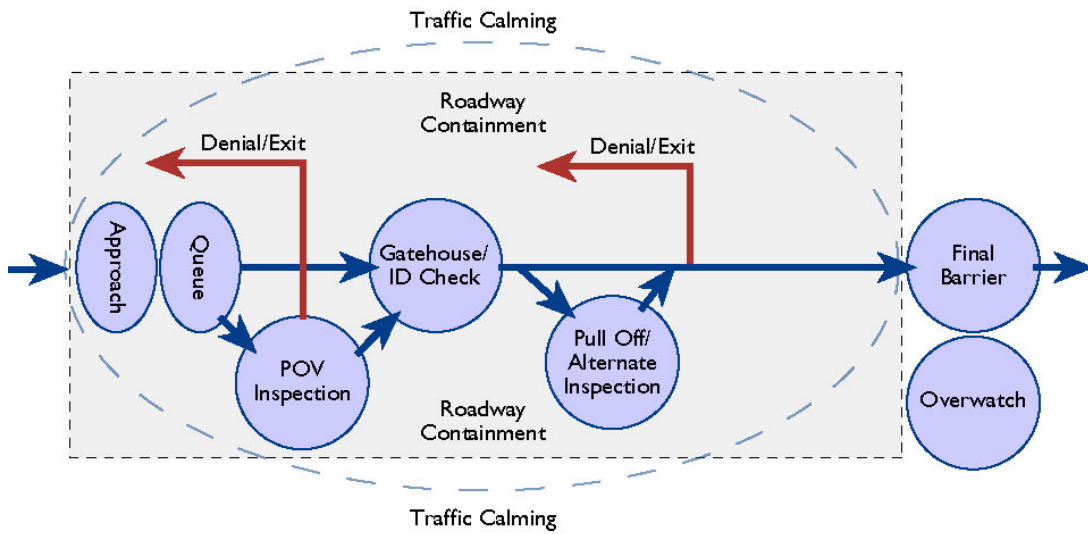 Traffic Calming
Roadway
Containment
Denial/Exit
Denial/Exit
Approach
Queue
Gatehouse/
ID Check
Final
Barrier
POV
Inspection
Pull Off/
Alternate
Inspection
Overwatch
Roadway
Containment
Traffic Calming